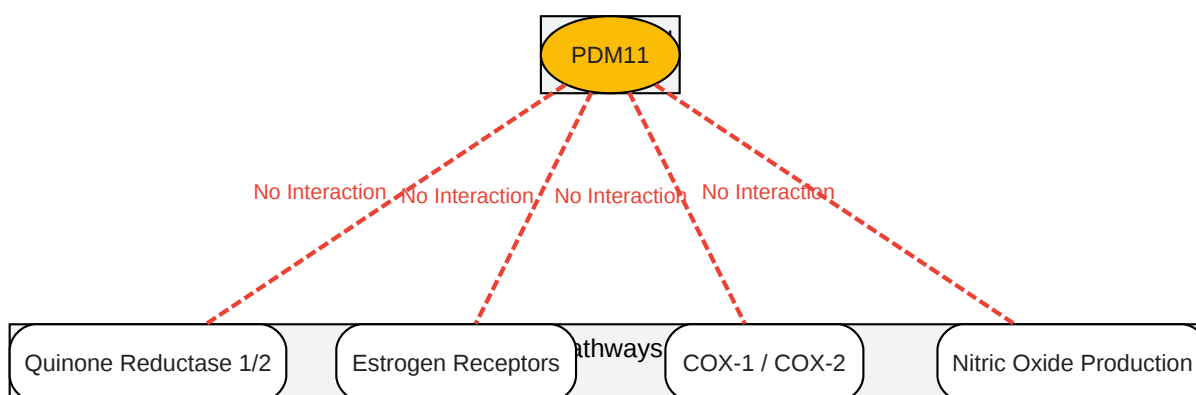 PDM11
No Interaction
No Interaction
No Interaction
No Interaction
Quinone Reductase 1/2
Estrogen Receptors
COX-1 / COX-2
Nitric Oxide Production